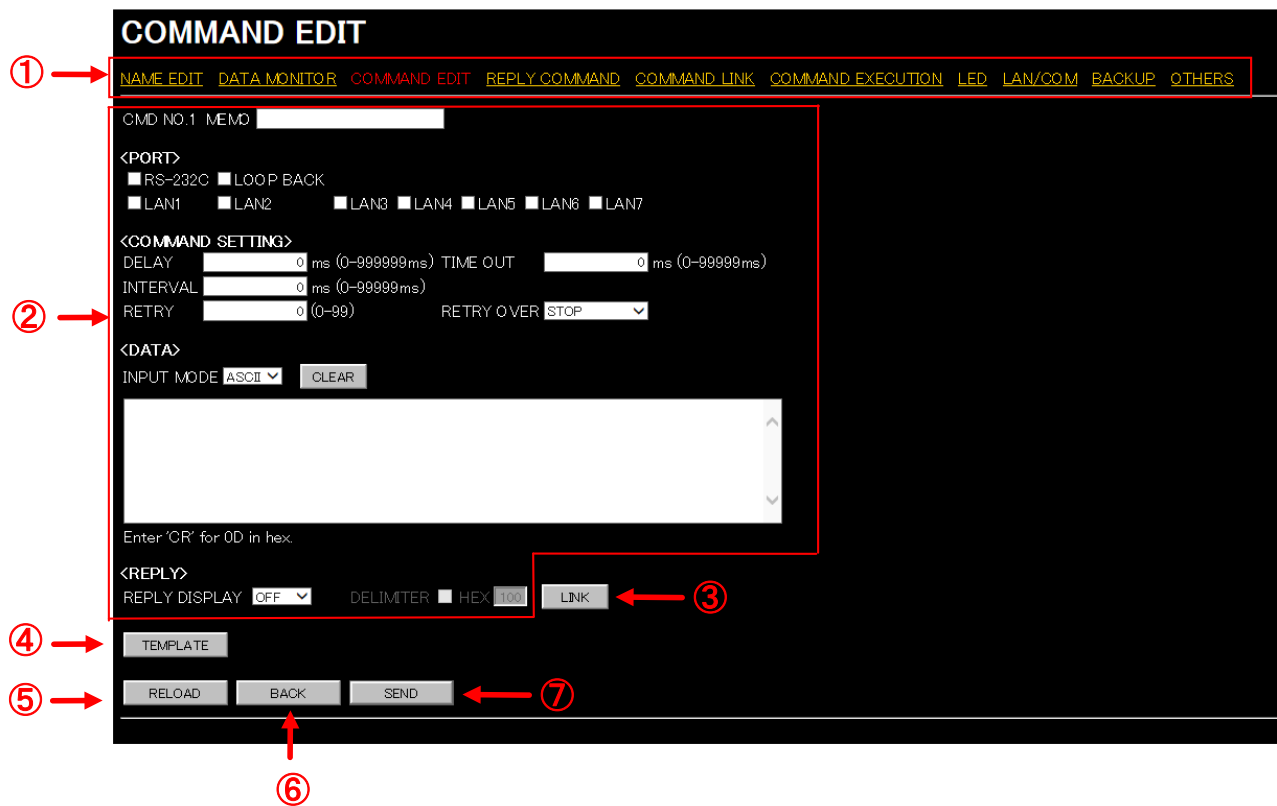 COMMAND EDIT
① NAME EDIT DATA MONITOR COMMAND EDIT REPLY COMMAND COMMAND LINK COMMAND EXECUTION LED LAN/COM BACKUP OTHERS
CMD NO.1 MEMO
<PORT>
RS-232C LOOP BACK
LAN1 LAN2 LAN3 LAN4 LAN5 LAN6 LAN7
<COMMAND SETTING>
DELAY 0 ms (0-999999ms) TIME OUT 0 ms (0-99999ms)
INTERVAL 0 ms (0-99999ms)
② RETRY 0 (0-99) RETRY OVER STOP
<DATA>
INPUT MODE ASCII CLEAR
Enter 'CR' for 0D in hex.
<REPLY>
REPLY DISPLAY OFF DELIMITER HEX 100 LINK ③
④ TEMPLATE
⑤ RELOAD BACK SEND ⑦
⑥